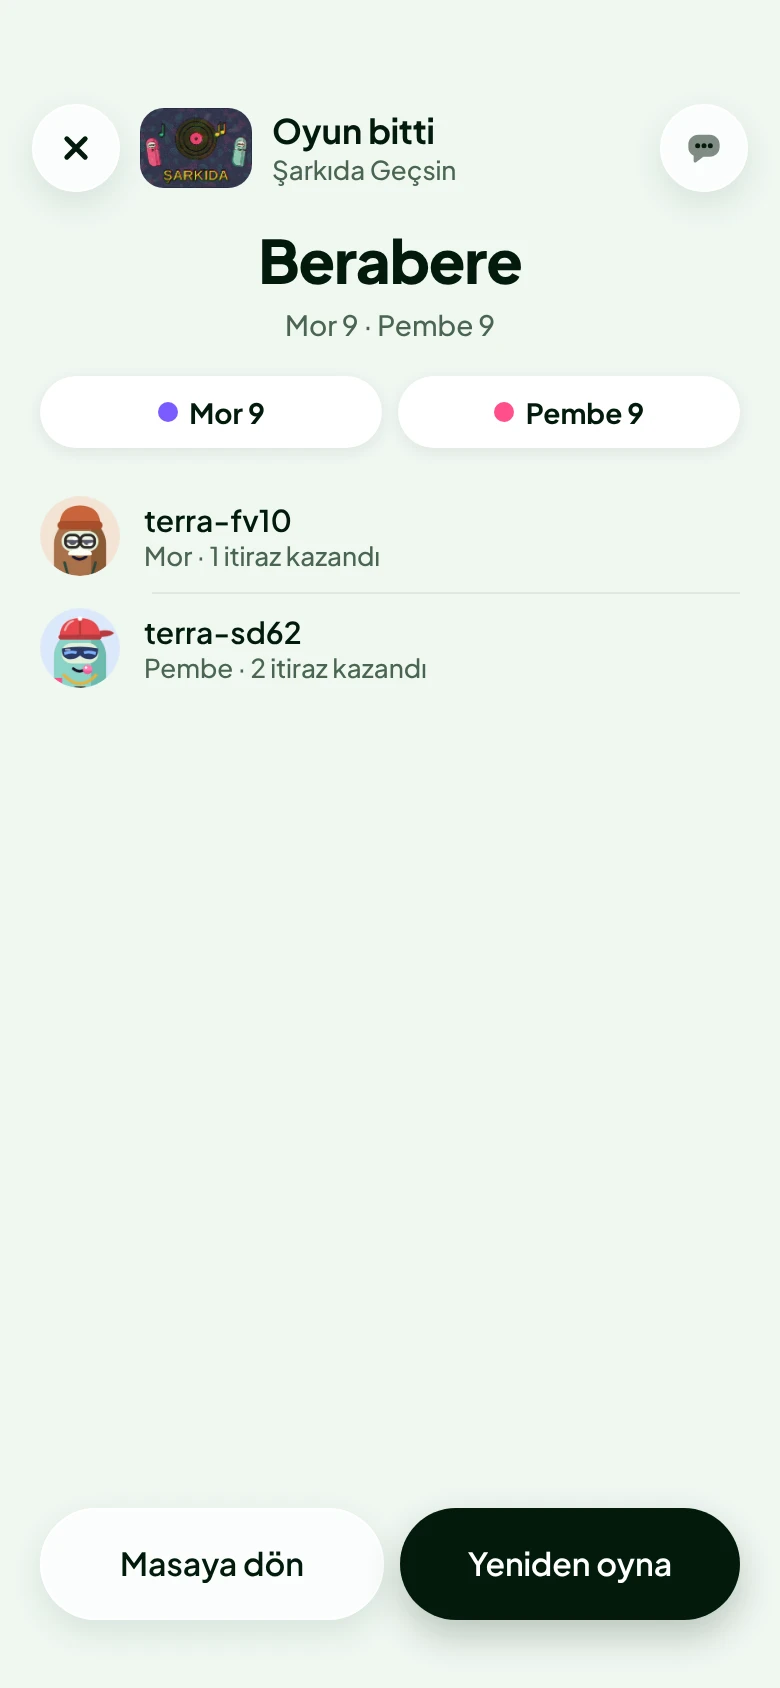 ŞARKIDA
Oyun bitti
Şarkıda Geçsin
Berabere
Mor 9 · Pembe 9
Mor 9
Pembe 9
terra-fv10
Mor · 1 itiraz kazandı
terra-sd62
Pembe · 2 itiraz kazandı
Masaya dön
Yeniden oyna